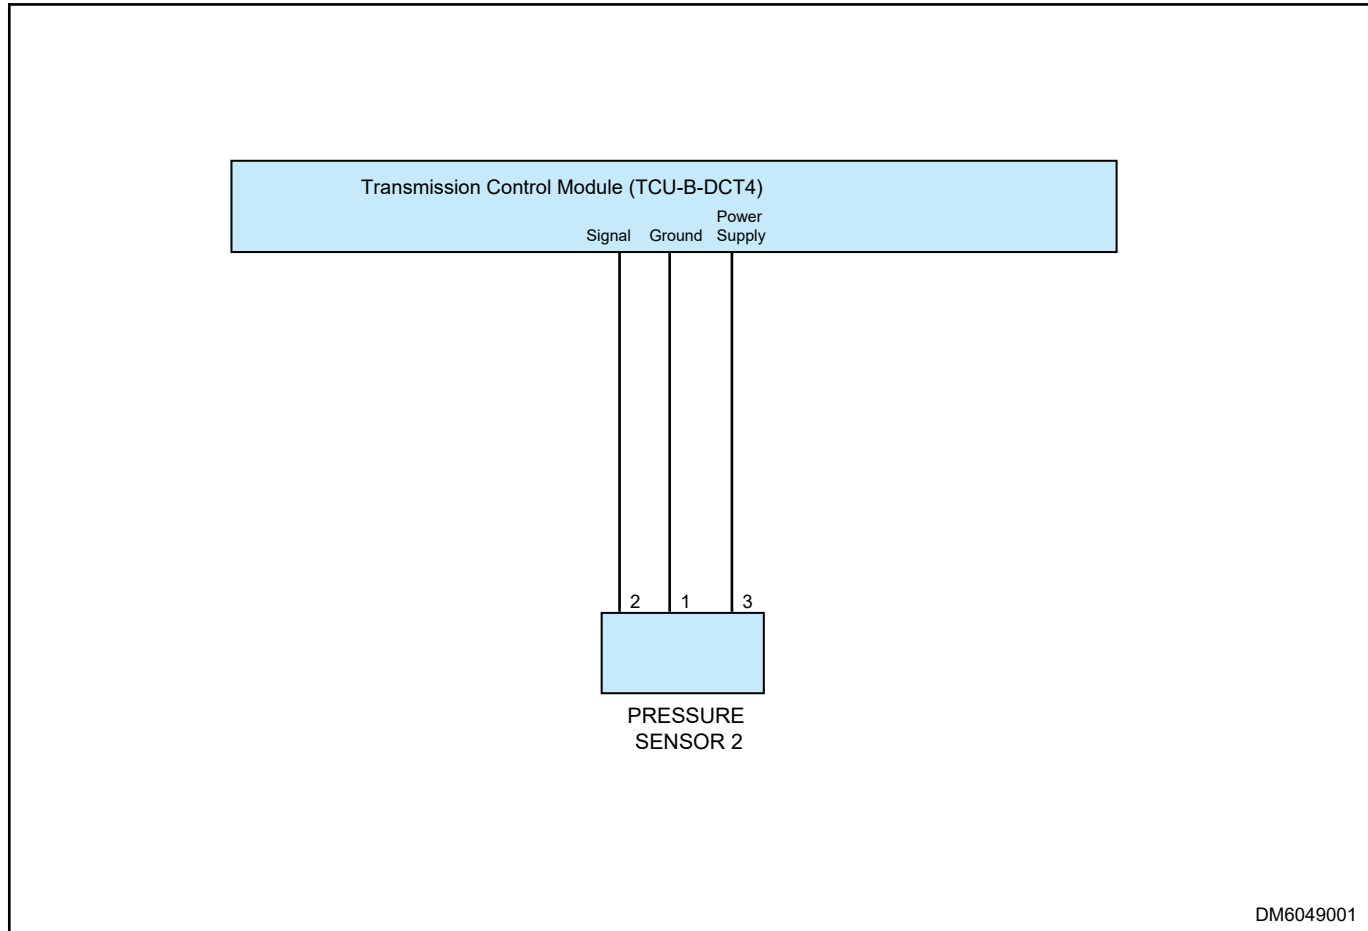 Transmission Control Module (TCU-B-DCT4)
Power
Signal Ground Supply
2 1 3
PRESSURE
SENSOR 2
DM6049001